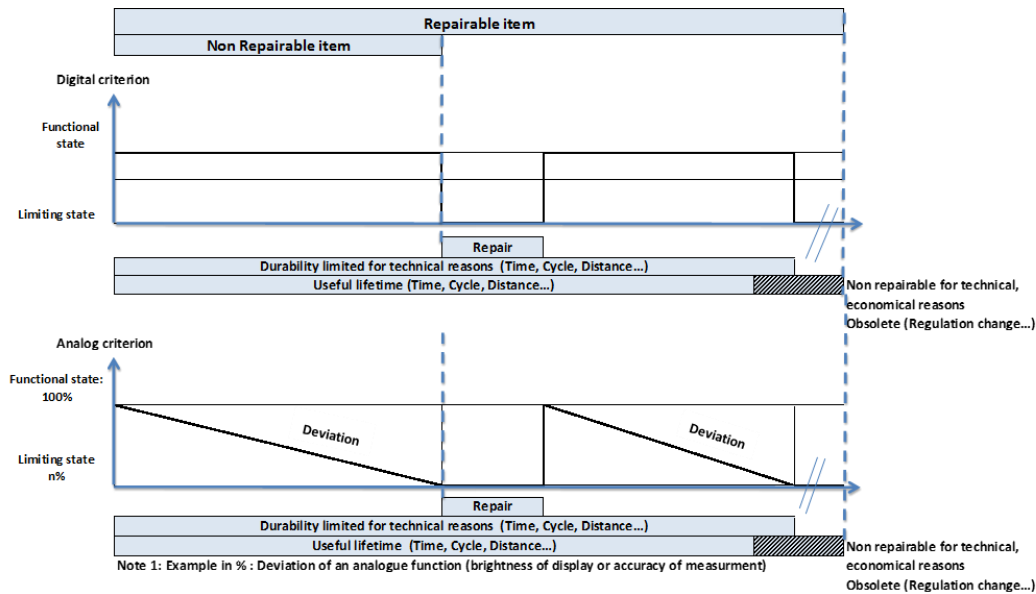 Repairable item
Non Repairable item
Digital criterion
Functional
state
Limiting state
Repair
Durability limited for technical reasons (Time, Cycle, Distance...)
Useful lifetime (Time, Cycle, Distance...)
Non repairable for technical,
economical reasons
Obsolete (Regulation change...)
Analog criterion
Functional state:
100%
Deviation
Deviation
Limiting state
n%
Repair
Durability limited for technical reasons (Time, Cycle, Distance...)
Useful lifetime (Time, Cycle, Distance...)
Non repairable for technical,
economical reasons
Obsolete (Regulation change...)
Note 1: Example in % : Deviation of an analogue function (brightness of display or accuracy of measurment)